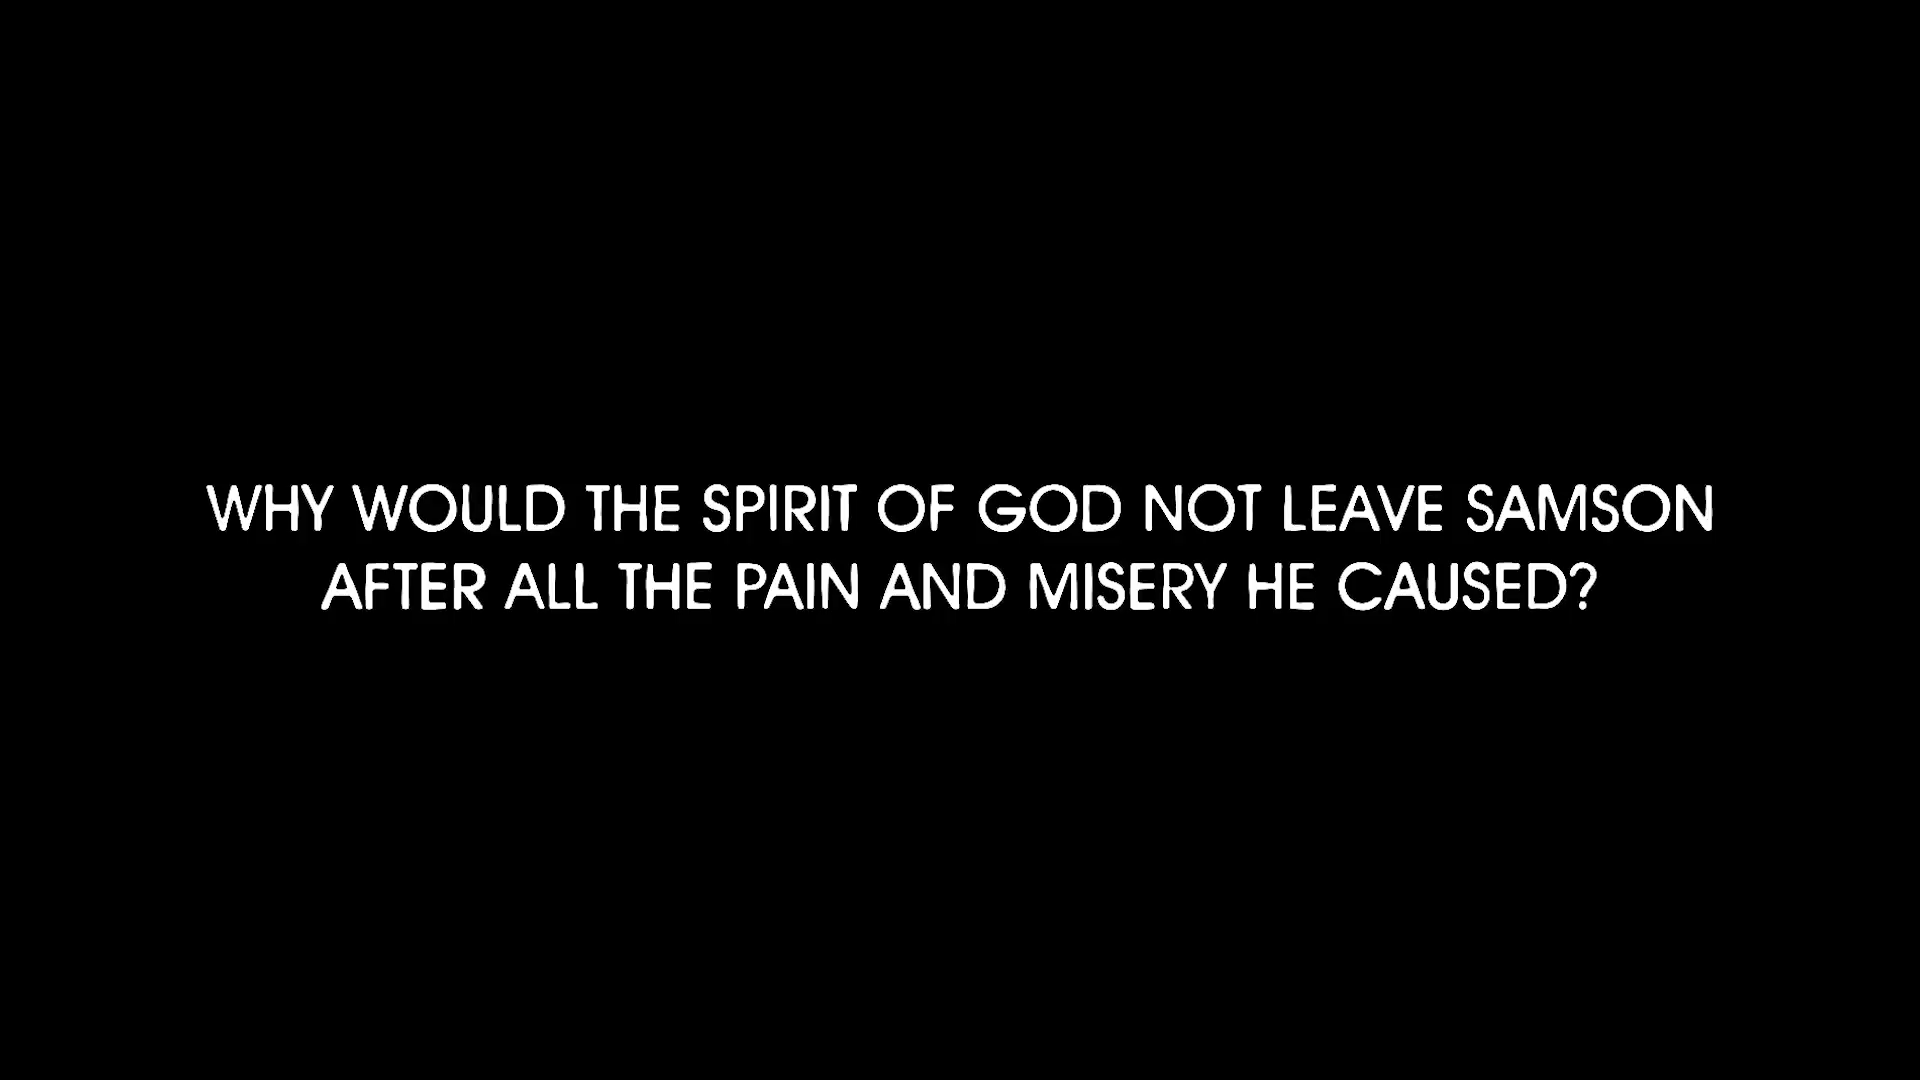 WHY WOULD THE SPIRIT OF GOD NOT LEAVE SAMSON
AFTER ALL THE PAIN AND MISERY HE CAUSED?